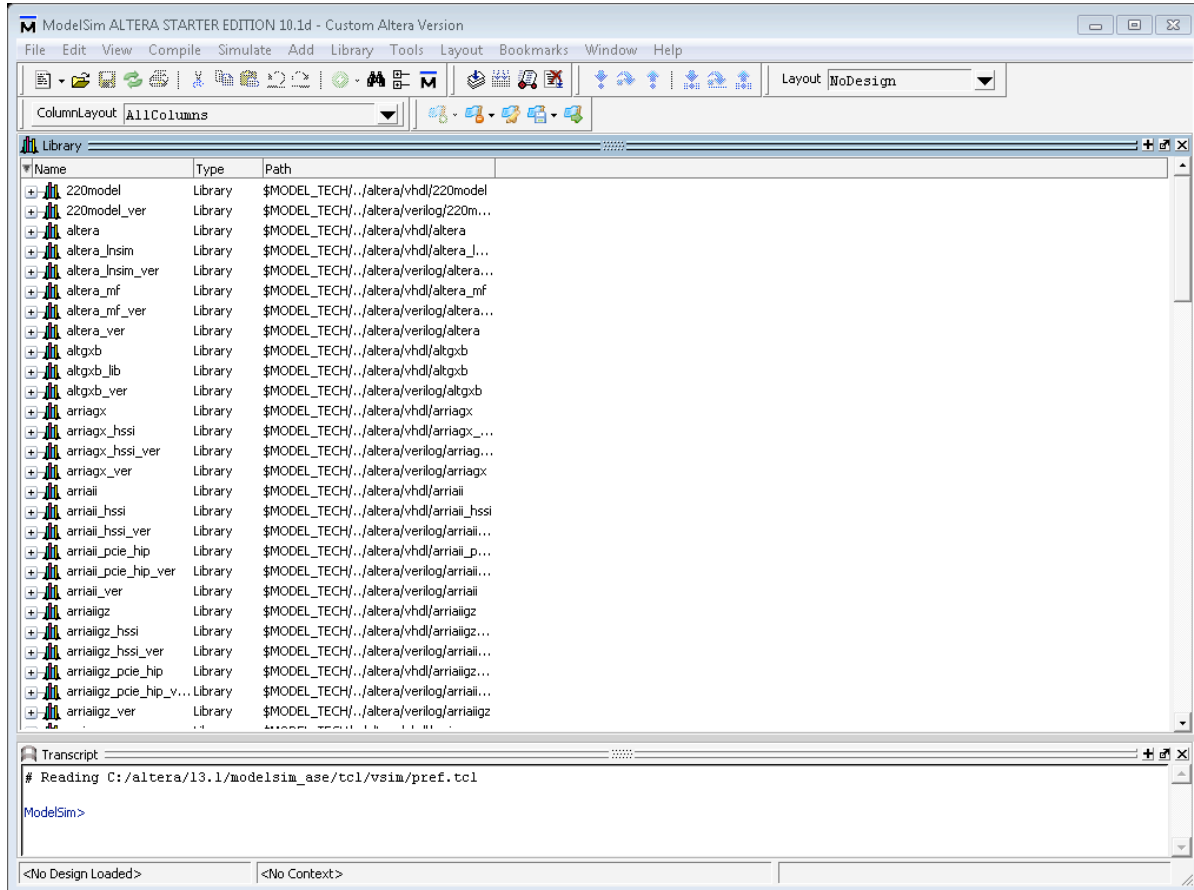 ModelSim ALTERA STARTER EDITION 10.1d - Custom Altera Version
File Edit View Compile Simulate Add Library Tools Layout Bookmarks Window Help
Layout NoDesign
ColumnLayout AllColumns
Library
Name Type Path
220model Library $MODEL_TECH/../altera/vhdl/220model
220model_ver Library $MODEL_TECH/../altera/verilog/220m...
altera Library $MODEL_TECH/../altera/vhdl/altera
altera_lnsim Library $MODEL_TECH/../altera/vhdl/altera_l...
altera_lnsim_ver Library $MODEL_TECH/../altera/verilog/altera...
altera_mf Library $MODEL_TECH/../altera/vhdl/altera_mf
altera_mf_ver Library $MODEL_TECH/../altera/verilog/altera...
altera_ver Library $MODEL_TECH/../altera/verilog/altera
altgxb Library $MODEL_TECH/../altera/vhdl/altgxb
altgxb_lib Library $MODEL_TECH/../altera/vhdl/altgxb
altgxb_ver Library $MODEL_TECH/../altera/verilog/altgxb
arriagx Library $MODEL_TECH/../altera/vhdl/arriagx
arriagx_hssi Library $MODEL_TECH/../altera/vhdl/arriagx_...
arriagx_hssi_ver Library $MODEL_TECH/../altera/verilog/arriag...
arriagx_ver Library $MODEL_TECH/../altera/verilog/arriagx
arriaii Library $MODEL_TECH/../altera/vhdl/arriaii
arriaii_hssi Library $MODEL_TECH/../altera/vhdl/arriaii_hssi
arriaii_hssi_ver Library $MODEL_TECH/../altera/verilog/arriaii...
arriaii_pcie_hip Library $MODEL_TECH/../altera/vhdl/arriaii_p...
arriaii_pcie_hip_ver Library $MODEL_TECH/../altera/verilog/arriaii...
arriaii_ver Library $MODEL_TECH/../altera/verilog/arriaii
arriaiigz Library $MODEL_TECH/../altera/vhdl/arriaiigz
arriaiigz_hssi Library $MODEL_TECH/../altera/vhdl/arriaiigz...
arriaiigz_hssi_ver Library $MODEL_TECH/../altera/verilog/arriaii...
arriaiigz_pcie_hip Library $MODEL_TECH/../altera/vhdl/arriaiigz...
arriaiigz_pcie_hip_v... Library $MODEL_TECH/../altera/verilog/arriaii...
arriaiigz_ver Library $MODEL_TECH/../altera/verilog/arriaiigz
Transcript
# Reading C:/altera/13.1/modelsim_ase/tcl/vsim/pref.tcl
ModelSim>
<No Design Loaded> <No Context>